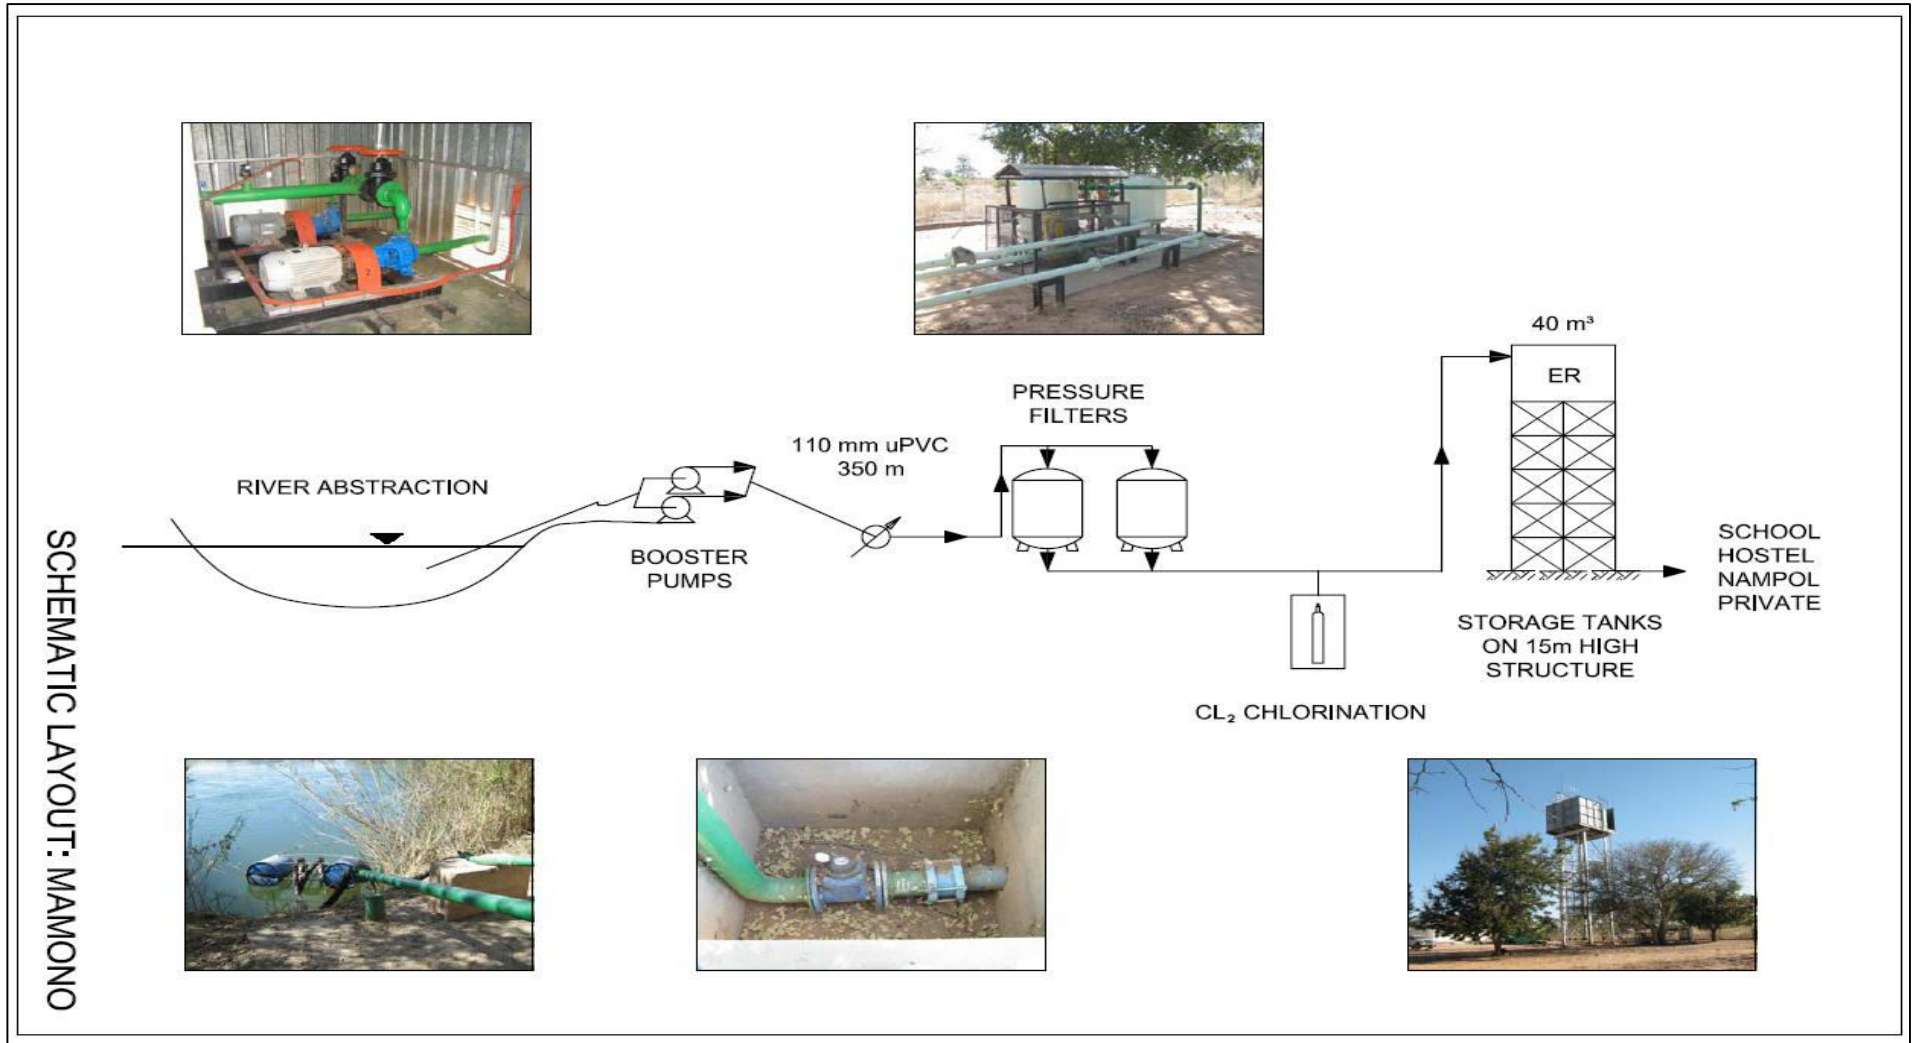 40 m³
ER
PRESSURE
FILTERS
110 mm uPVC
350 m
RIVER ABSTRACTION
BOOSTER
PUMPS
SCHOOL
HOSTEL
NAMPOL
PRIVATE
STORAGE TANKS
ON 15m HIGH
STRUCTURE
CL₂ CHLORINATION
SCHEMATIC LAYOUT: MAMONO
2